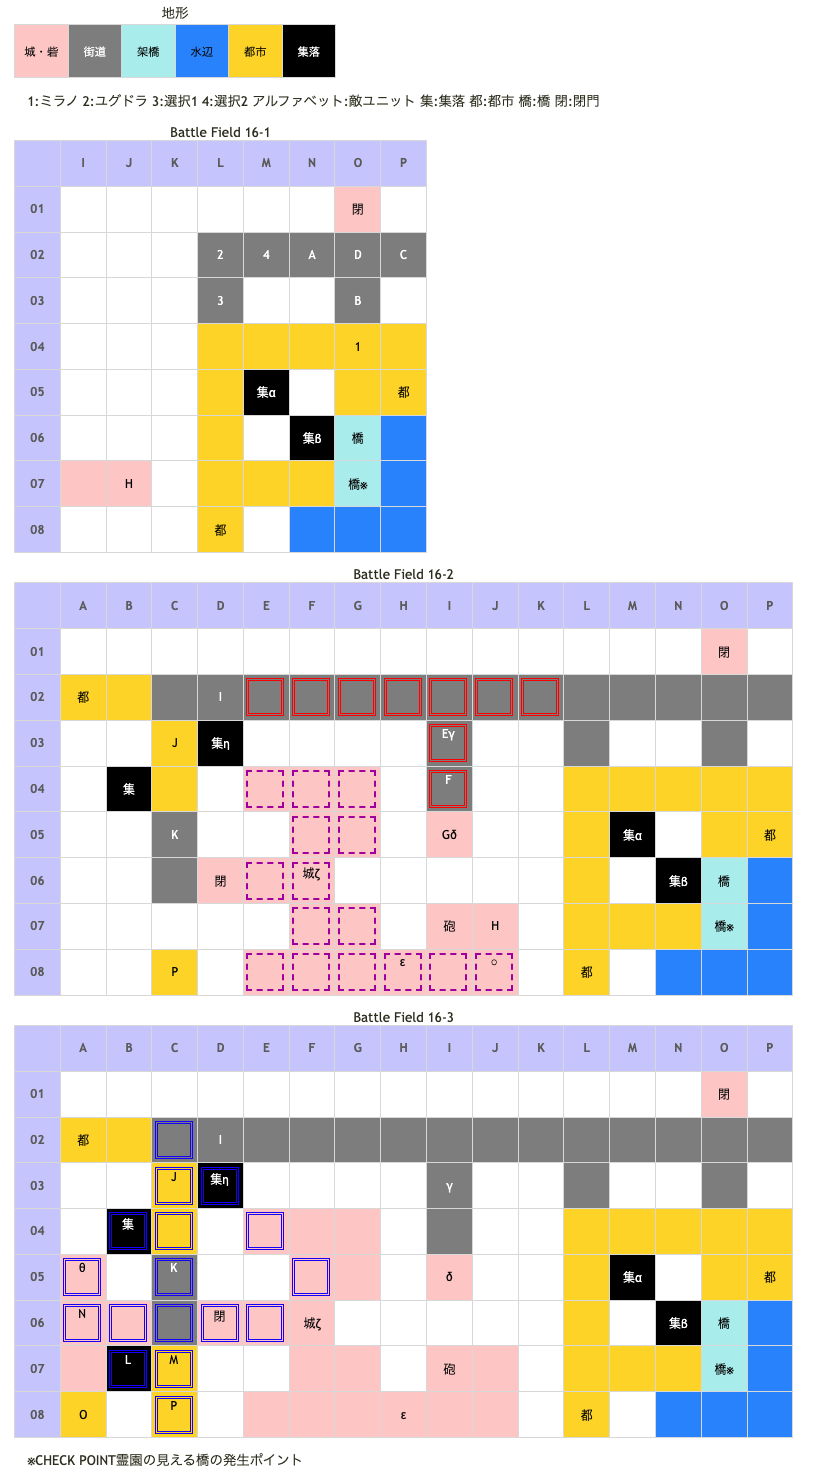 地形
城・砦 街道 架橋 水辺 都市 集落
1:ミラノ 2:ユグドラ 3:選択1 4:選択2 アルファベット:敵ユニット 集:集落 都:都市 橋:橋 閉:閉門
Battle Field 16-1
I J K L M N O P
01 閉
02 2 4 A D C
03 3 B
04 1
05 集α 都
06 集β 橋
07 H 橋※
08 都
Battle Field 16-2
A B C D E F G H I J K L M N O P
01 閉
02 都 I
03 J 集η Eγ
04 集 F
05 K Gδ 集α 都
06 閉 城ζ 集β 橋
07 砲 H 橋※
08 P ε ○ 都
Battle Field 16-3
A B C D E F G H I J K L M N O P
01 閉
02 都 I
03 J 集η γ
04 集
05 θ K δ 集α 都
06 N 閉 城ζ 集β 橋
07 L M 砲 橋※
08 O P ε 都
※CHECK POINT霊園の見える橋の発生ポイント